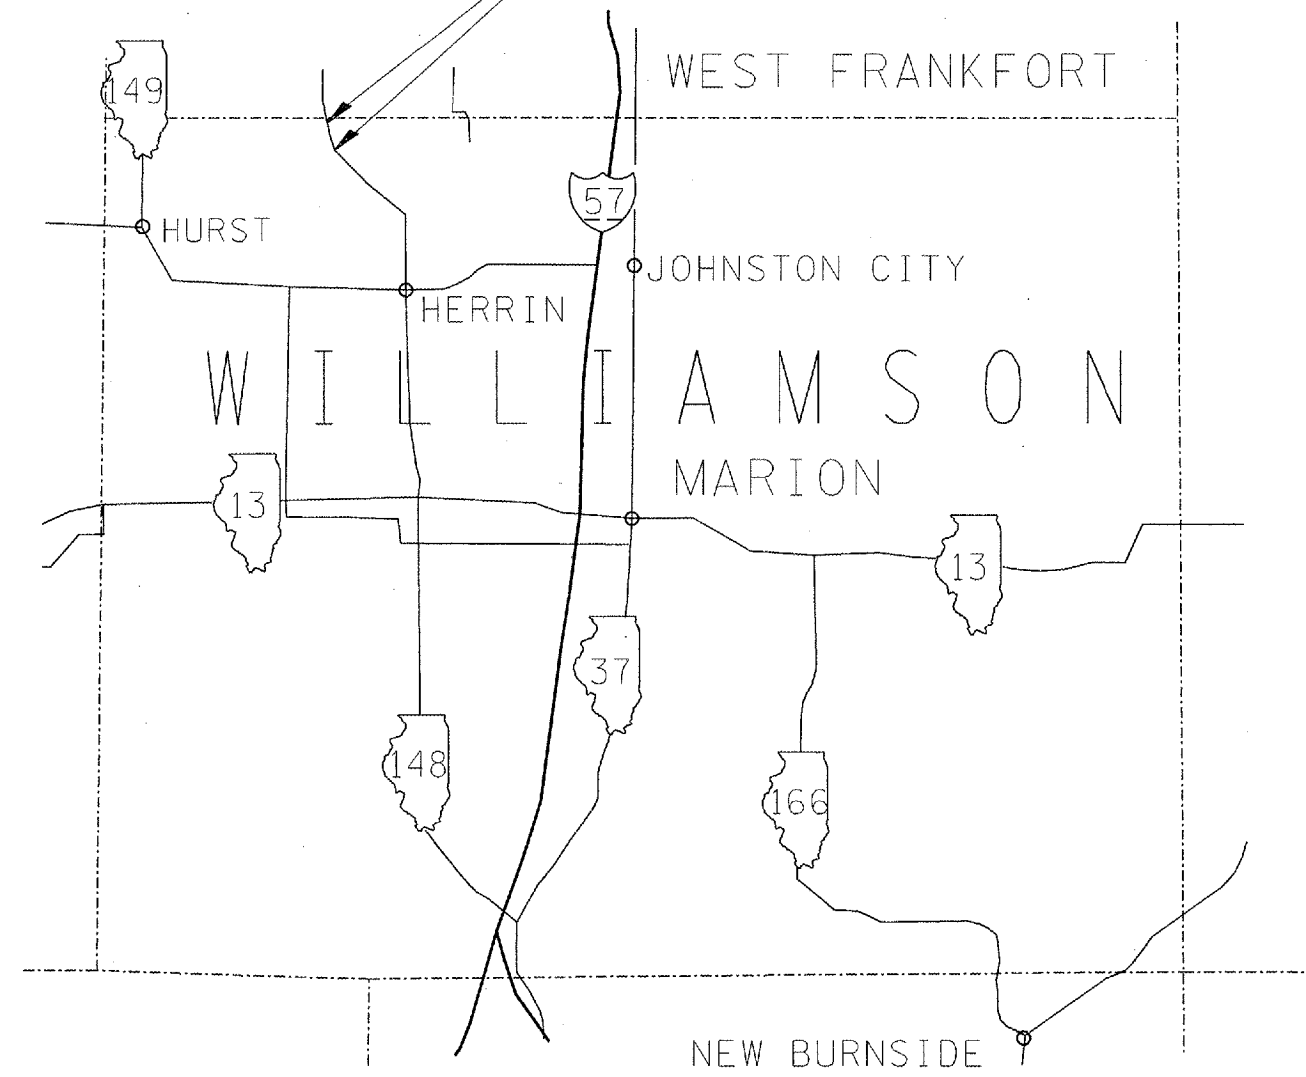 WEST FRANKFORT
149
57
HURST
JOHNSTON CITY
HERRIN
WILLIAMSON
MARION
13
13
37
148
166
NEW BURNSIDE